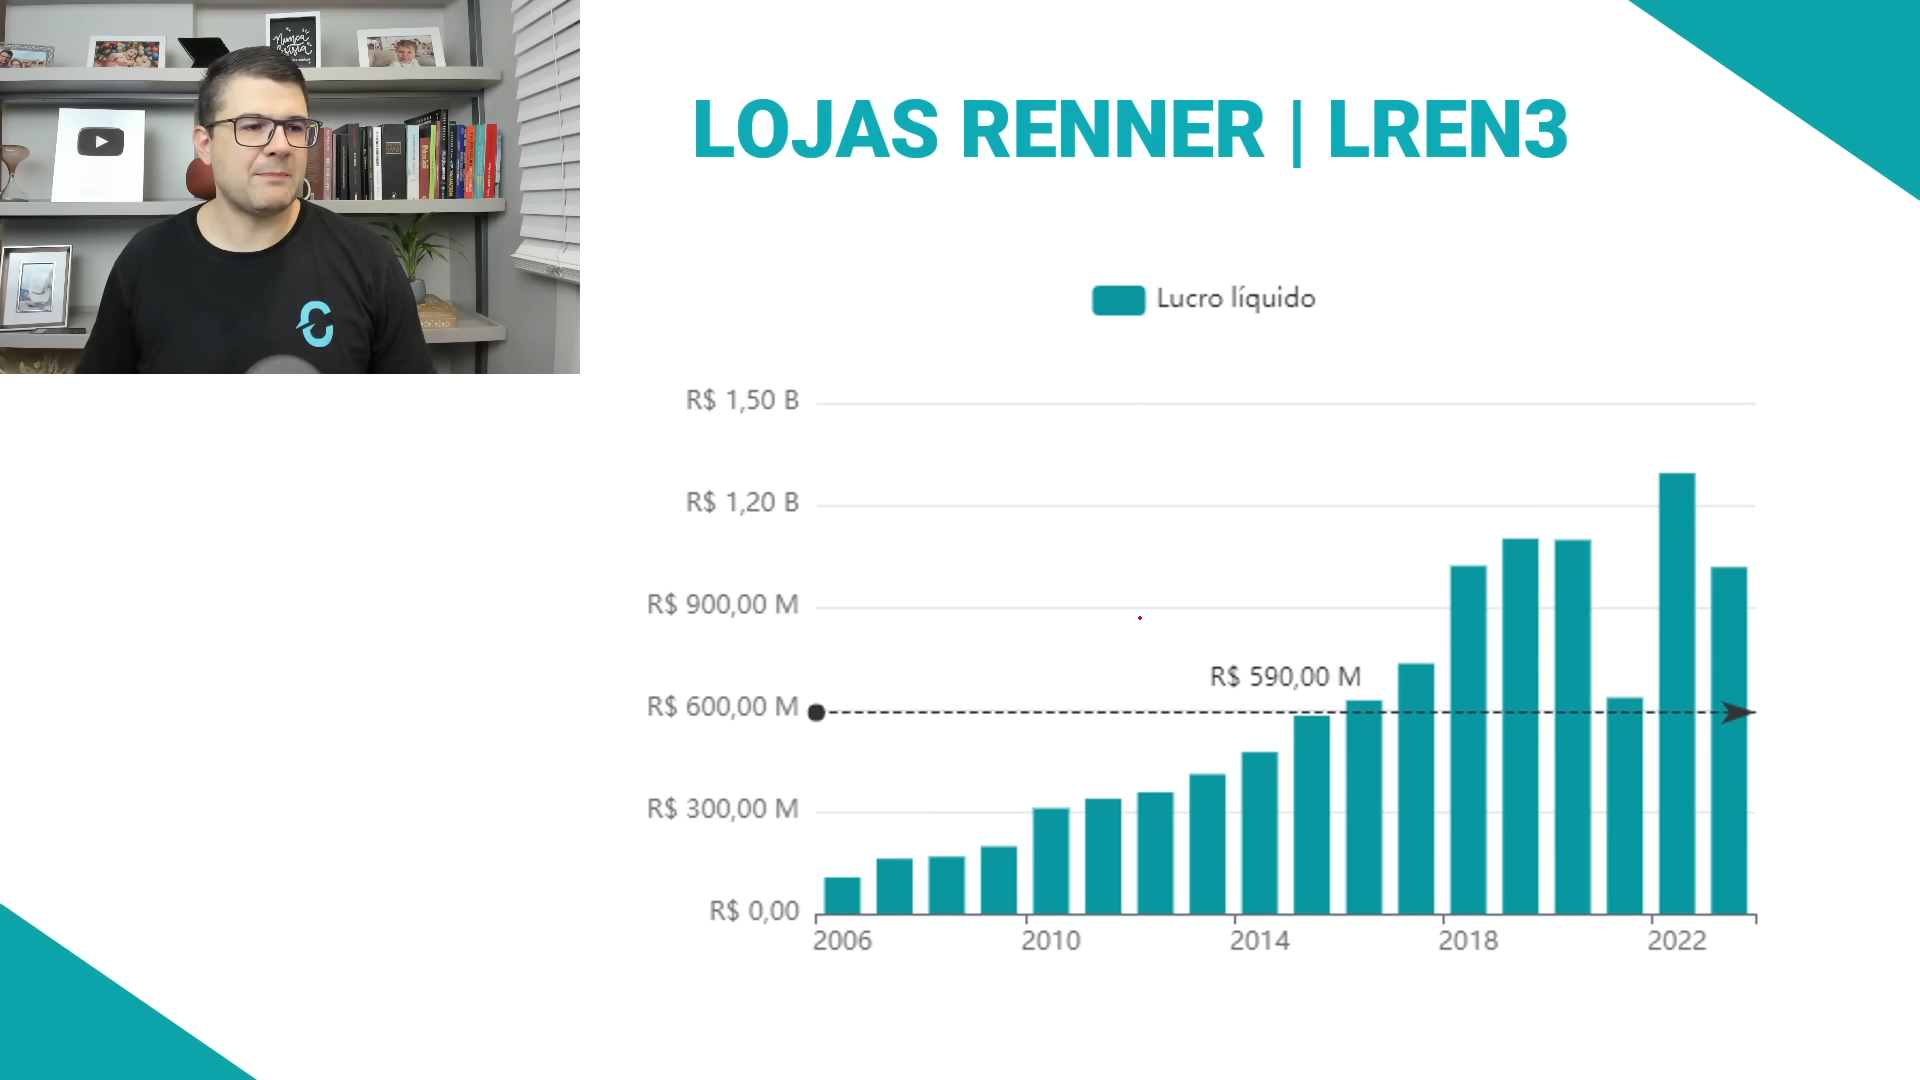 Nunca
LOJAS RENNER | LREN3
Lucro líquido
R$ 1,50 B
R$ 1,20 B
R$ 900,00 M
R$ 590,00 M
R$ 600,00 M
R$ 300,00 M
R$ 0,00
2006 2010 2014 2018 2022